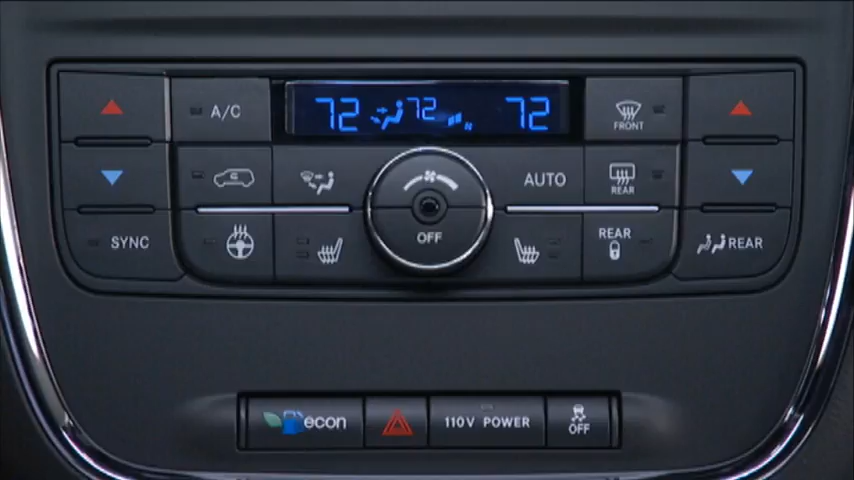 72 72 72
A/C
FRONT
AUTO
REAR
SYNC
OFF
REAR
REAR
econ
110V POWER
OFF